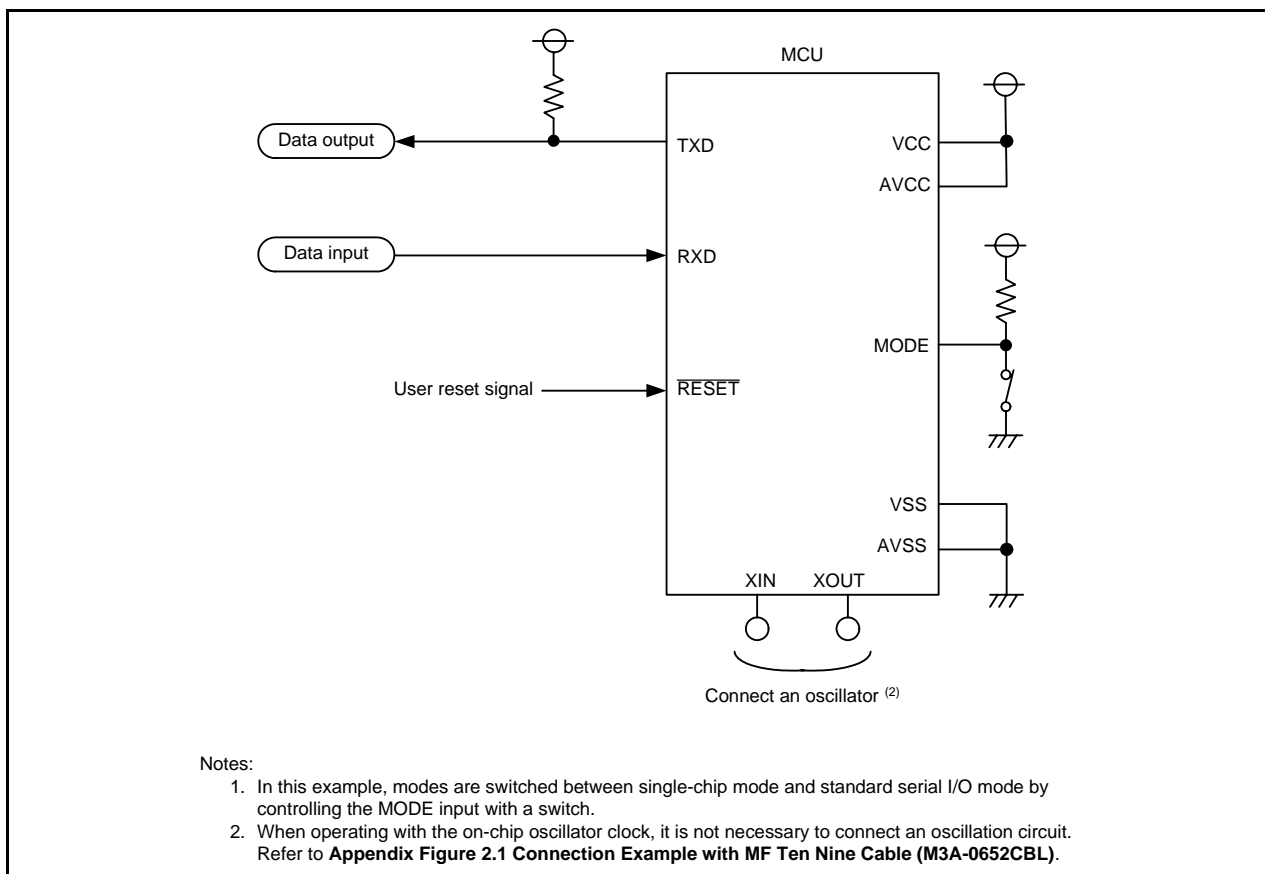 MCU
Data output
TXD
VCC
AVCC
Data input
RXD
MODE
User reset signal
RESET
VSS
AVSS
XIN
XOUT
Connect an oscillator (2)
Notes:
1. In this example, modes are switched between single-chip mode and standard serial I/O mode by
controlling the MODE input with a switch.
2. When operating with the on-chip oscillator clock, it is not necessary to connect an oscillation circuit.
Refer to Appendix Figure 2.1 Connection Example with MF Ten Nine Cable (M3A-0652CBL).